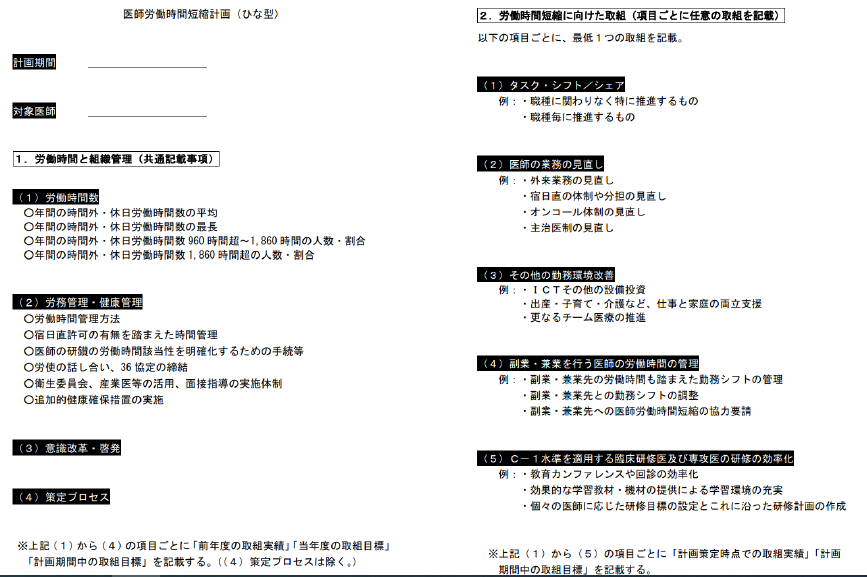 医師労働時間短縮計画（ひな型）
計画期間
対象医師
１．労働時間と組織管理（共通記載事項）
（１）労働時間数
○年間の時間外・休日労働時間数の平均
○年間の時間外・休日労働時間数の最長
○年間の時間外・休日労働時間数 960 時間超～1,860 時間の人数・割合
○年間の時間外・休日労働時間数 1,860 時間超の人数・割合
（２）労務管理・健康管理
○労働時間管理方法
○宿日直許可の有無を踏まえた時間管理
○医師の研鑽の労働時間該当性を明確化するための手続等
○労使の話し合い、36 協定の締結
○衛生委員会、産業医等の活用、面接指導の実施体制
○追加的健康確保措置の実施
（３）意識改革・啓発
（４）策定プロセス
※上記（１）から（４）の項目ごとに「前年度の取組実績」「当年度の取組目標」
「計画期間中の取組目標」を記載する。（（４）策定プロセスは除く。）
２．労働時間短縮に向けた取組（項目ごとに任意の取組を記載）
以下の項目ごとに、最低１つの取組を記載。
（１）タスク・シフト／シェア
例：・職種に関わりなく特に推進するもの
・職種毎に推進するもの
（２）医師の業務の見直し
例：・外来業務の見直し
・宿日直の体制や分担の見直し
・オンコール体制の見直し
・主治医制の見直し
（３）その他の勤務環境改善
例：・ＩＣＴその他の設備投資
・出産・子育て・介護など、仕事と家庭の両立支援
・更なるチーム医療の推進
（４）副業・兼業を行う医師の労働時間の管理
例：・副業・兼業先の労働時間も踏まえた勤務シフトの管理
・副業・兼業先との勤務シフトの調整
・副業・兼業先への医師労働時間短縮の協力要請
（５）Ｃ－１水準を適用する臨床研修医及び専攻医の研修の効率化
例：・教育カンファレンスや回診の効率化
・効果的な学習教材・機材の提供による学習環境の充実
・個々の医師に応じた研修目標の設定とこれに沿った研修計画の作成
※上記（１）から（５）の項目ごとに「計画策定時点での取組実績」「計画
期間中の取組目標」を記載する。